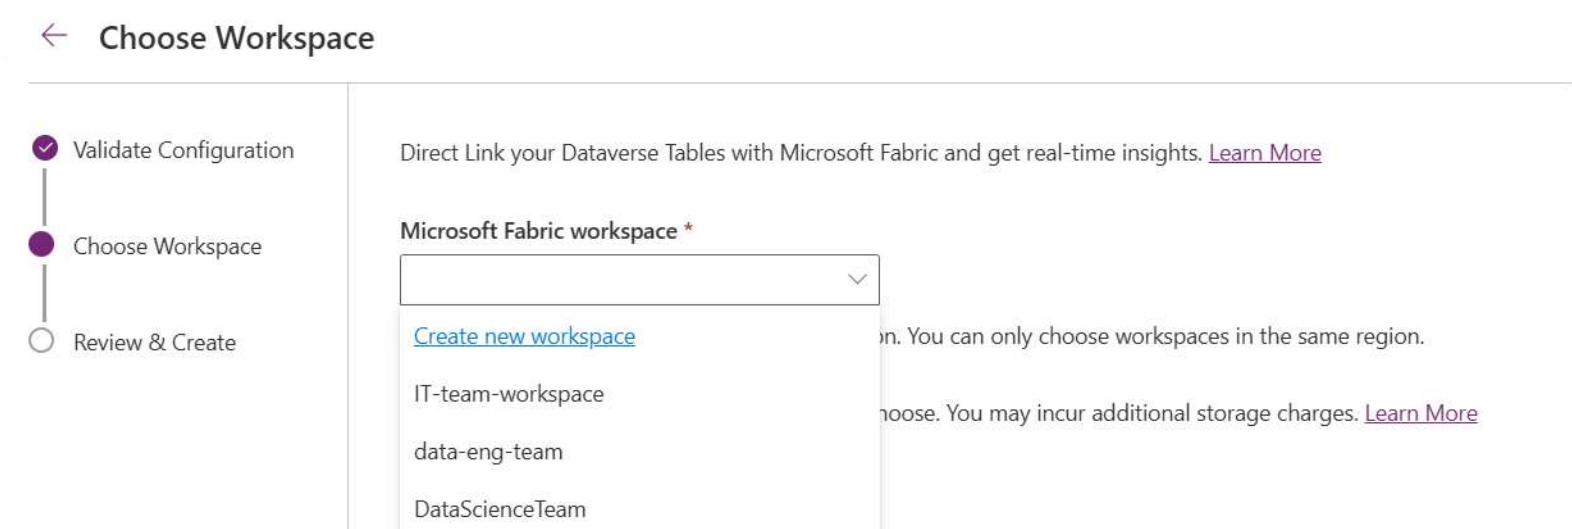 Choose Workspace
Validate Configuration
Choose Workspace
Review & Create
Direct Link your Dataverse Tables with Microsoft Fabric and get real-time insights. Learn More
Microsoft Fabric workspace *
Create new workspace
You can only choose workspaces in the same region.
IT-team-workspace
You may incur additional storage charges. Learn More
data-eng-team
DataScienceTeam